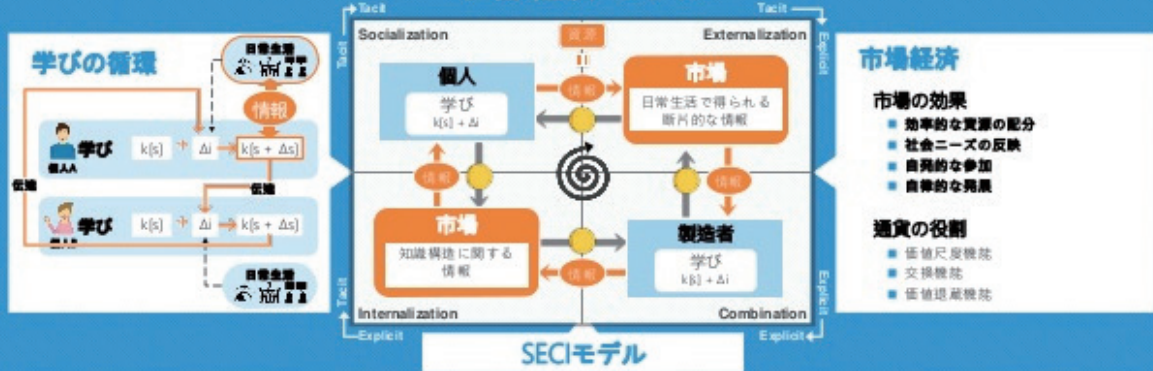 学びの循環
日常生活
情報
学び
k(s) + Δi
k(s + Δs)
個人A
伝達
伝達
学び
k(s) + Δi
k(s + Δs)
日常生活
Tacit
Tacit
Tacit
Explicit
Socialization
Externalization
資源
個人
学び
k(s) + Δi
情報
市場
日常生活で得られる
断片的な情報
情報
情報
市場
知識構造に関する
情報
情報
製造者
学び
k(s) + Δi
Internalization
Combination
Tacit
Explicit
Explicit
Explicit
SECIモデル
市場経済
市場の効果
■ 効率的な資源の配分
■ 社会ニーズの反映
■ 自発的な参加
■ 自律的な発展
通貨の役割
■ 価値尺度機能
■ 交換機能
■ 価値退蔵機能